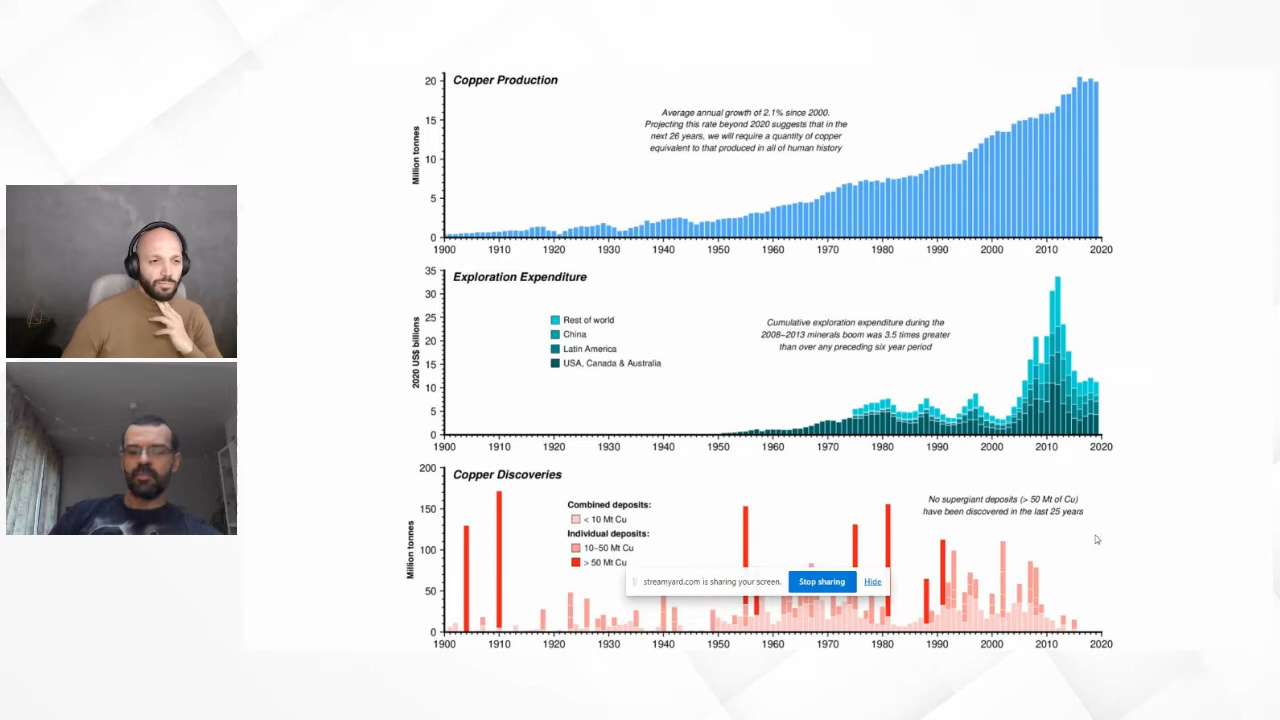 Copper Production
Average annual growth of 2.1% since 2000.
Projecting this rate beyond 2020 suggests that in the
next 26 years, we will require a quantity of copper
equivalent to that produced in all of human history
Million tonnes
20
15
10
5
0
1900 1910 1920 1930 1940 1950 1960 1970 1980 1990 2000 2010 2020
Exploration Expenditure
Rest of world
China
Latin America
USA, Canada & Australia
Cumulative exploration expenditure during the
2008–2013 minerals boom was 3.5 times greater
than over any preceding six year period
2020 US$ billions
35
30
25
20
15
10
5
0
1900 1910 1920 1930 1940 1950 1960 1970 1980 1990 2000 2010 2020
Copper Discoveries
Combined deposits:
< 10 Mt Cu
Individual deposits:
10–50 Mt Cu
> 50 Mt Cu
No supergiant deposits (> 50 Mt of Cu)
have been discovered in the last 25 years
Million tonnes
200
150
100
50
0
1900 1910 1920 1930 1940 1950 1960 1970 1980 1990 2000 2010 2020
streamyard.com is sharing your screen.
Stop sharing
Hide